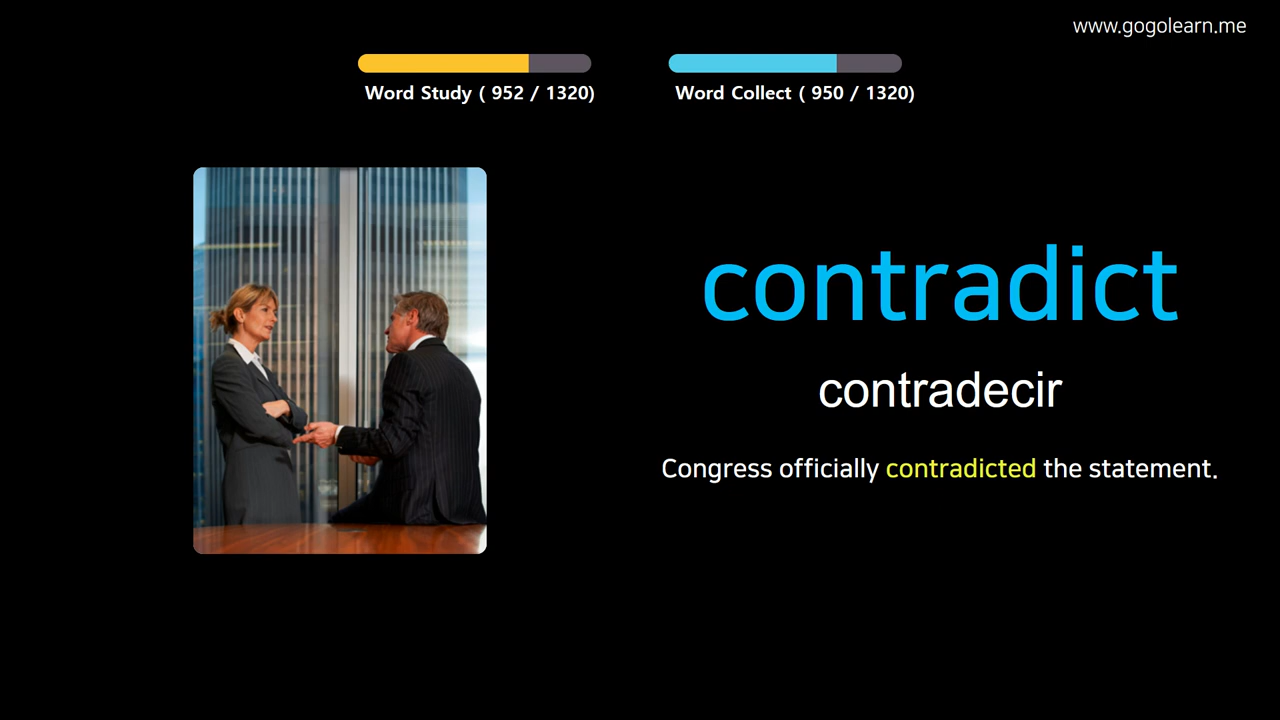 www.gogolearn.me
Word Study ( 952 / 1320)
Word Collect ( 950 / 1320)
contradict
contradecir
Congress officially contradicted the statement.